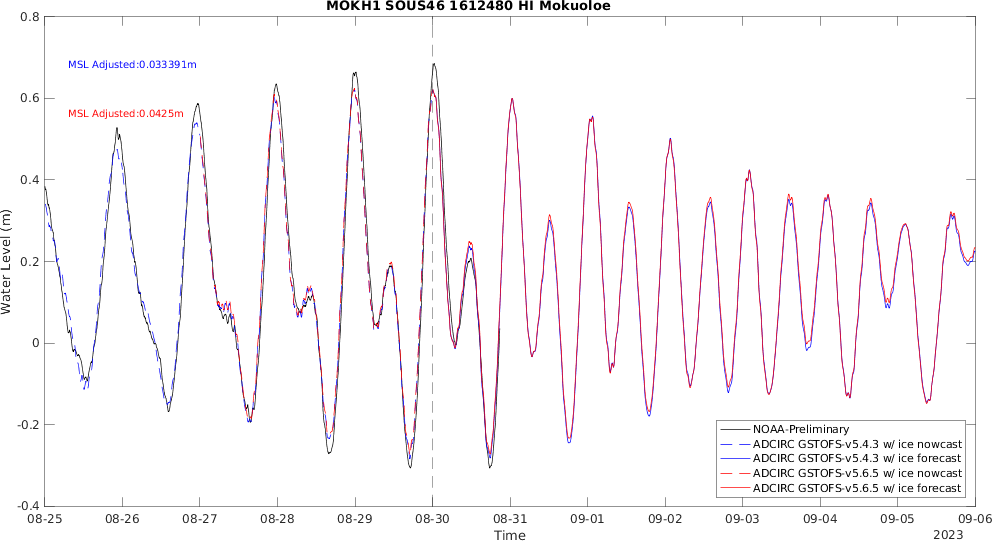 MOKH1 SOUS46 1612480 HI Mokuoloe
0.8
0.6
0.4
0.2
0
-0.2
-0.4
Water Level (m)
MSL Adjusted:0.033391m
MSL Adjusted:0.0425m
NOAA-Preliminary
ADCIRC GSTOFS-v5.4.3 w/ ice nowcast
ADCIRC GSTOFS-v5.4.3 w/ ice forecast
ADCIRC GSTOFS-v5.6.5 w/ ice nowcast
ADCIRC GSTOFS-v5.6.5 w/ ice forecast
08-25 08-26 08-27 08-28 08-29 08-30 08-31 09-01 09-02 09-03 09-04 09-05 09-06
Time
2023